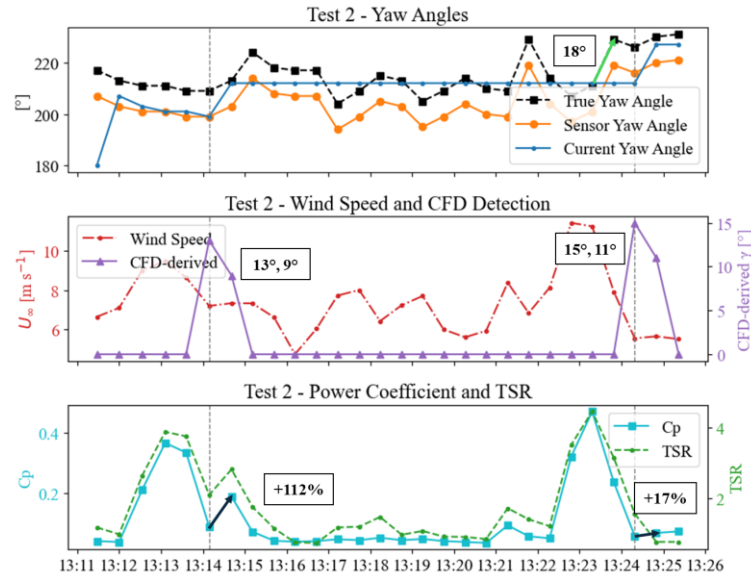 Test 2 - Yaw Angles
[°]
220
200
180
18°
True Yaw Angle
Sensor Yaw Angle
Current Yaw Angle
Test 2 - Wind Speed and CFD Detection
U∞ [m s⁻¹]
10
8
6
Wind Speed
CFD-derived
13°, 9°
15°, 11°
15
10
5
0
CFD-derived γ [°]
Test 2 - Power Coefficient and TSR
Cp
0.4
0.2
+112%
+17%
Cp
TSR
4
2
TSR
13:11 13:12 13:13 13:14 13:15 13:16 13:17 13:18 13:19 13:20 13:21 13:22 13:23 13:24 13:25 13:26